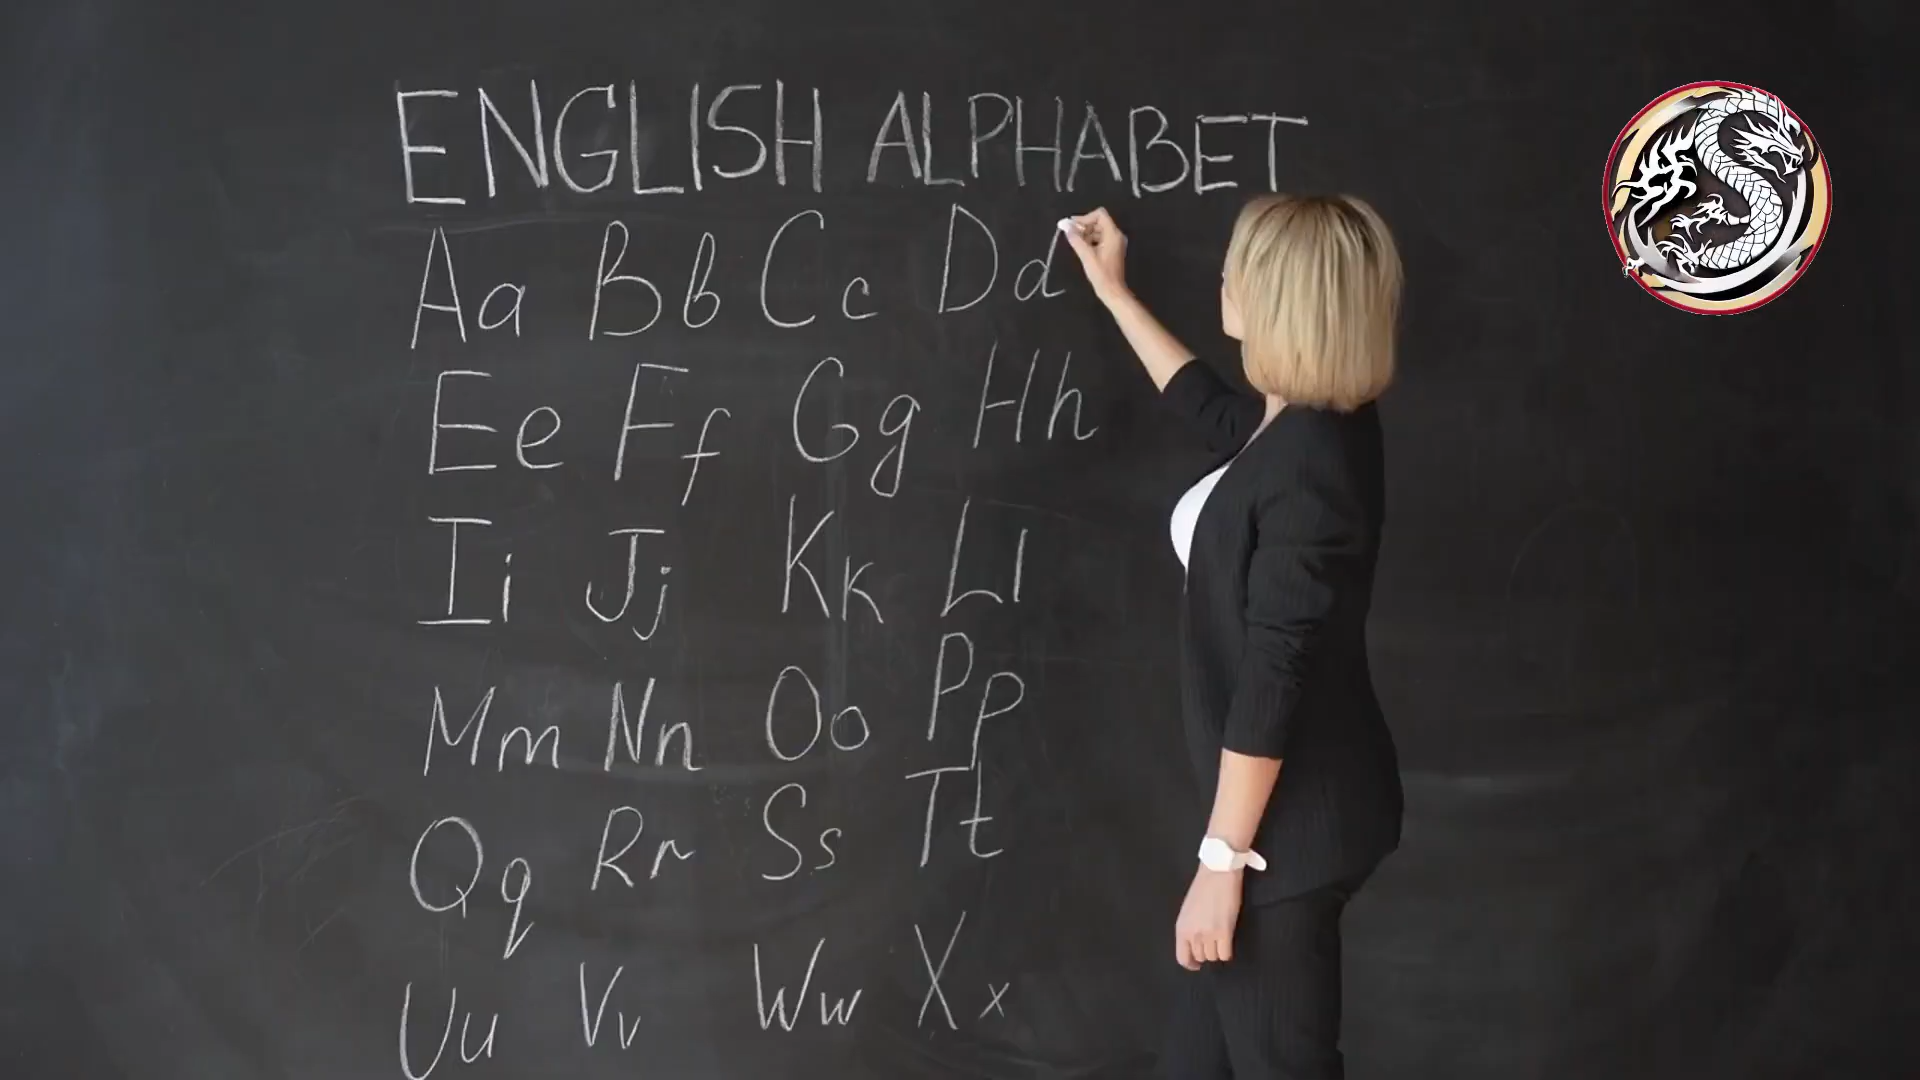 ENGLISH ALPHABET
Aa Bb Cc Dd
Ee Ff Gg Hh
Ii Jj Kk Ll
Mm Nn Oo Pp
Qq Rr Ss Tt
Uu Vv Ww Xx